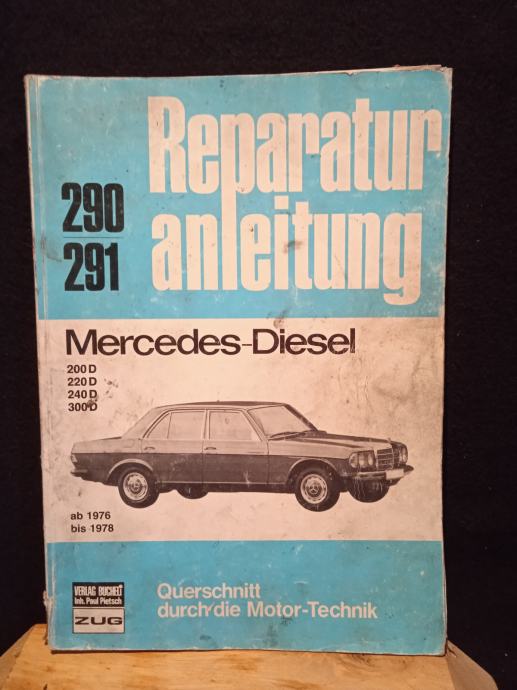 Reparatur
anleitung
290
291
Mercedes-Diesel
200 D
220 D
240 D
300 D
ab 1976
bis 1978
VERLAG BUCHELI
Inh. Paul Pietsch
ZUG
Querschnitt
durch die Motor-Technik